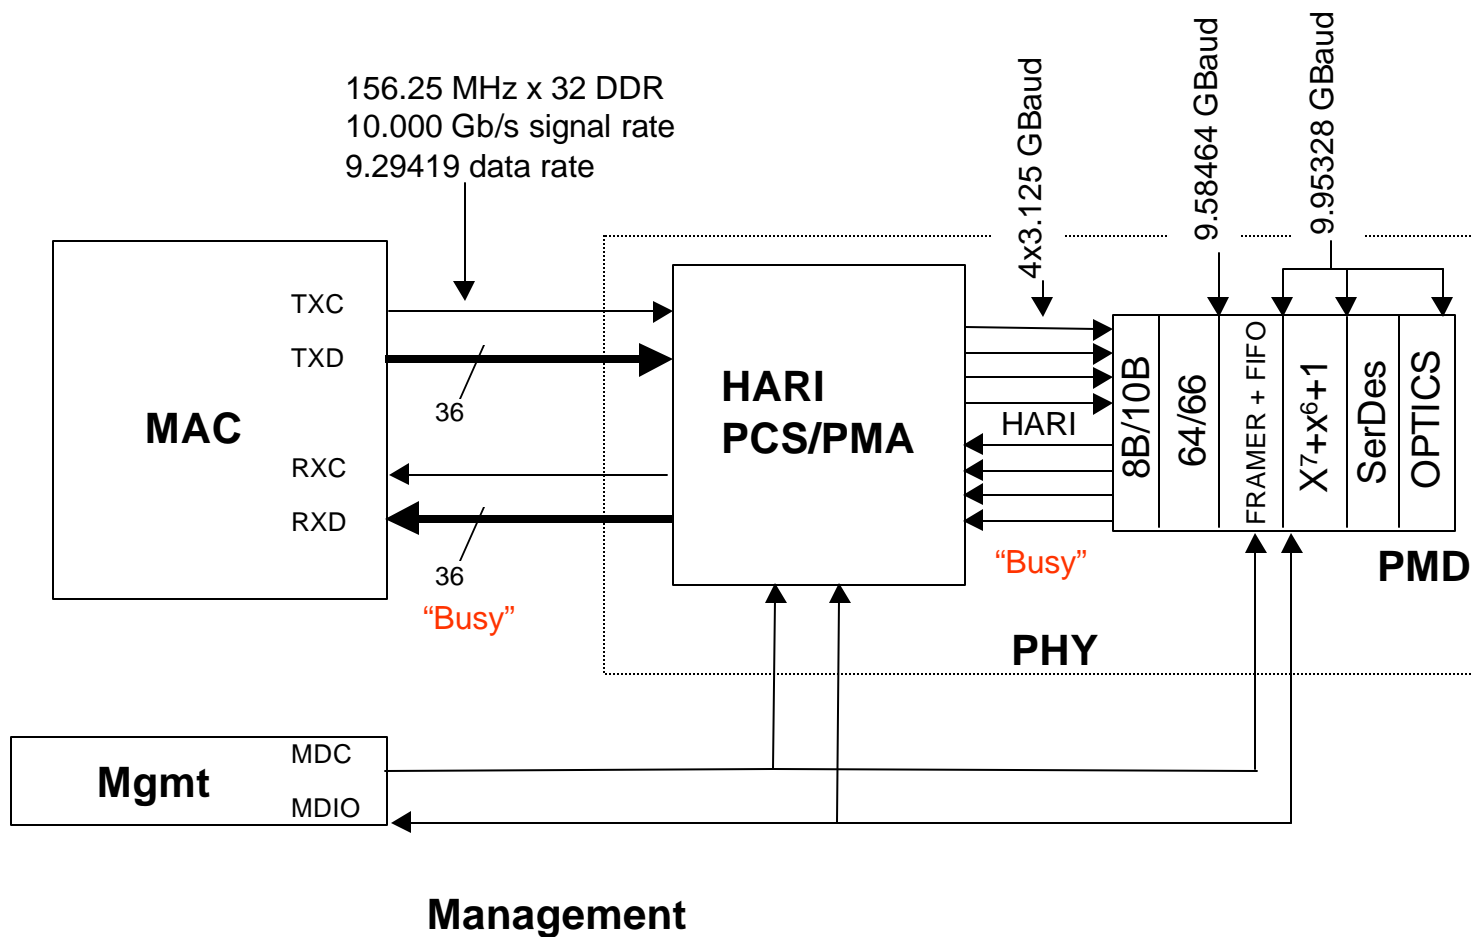 156.25 MHz x 32 DDR
10.000 Gb/s signal rate
9.29419 data rate
4x3.125 GBaud
9.58464 GBaud
9.95328 GBaud
MAC
TXC
TXD
RXC
RXD
36
36
“Busy”
HARI
PCS/PMA
HARI
“Busy”
8B/10B
64/66
FRAMER + FIFO
X⁷+x⁶+1
SerDes
OPTICS
PMD
PHY
Mgmt
MDC
MDIO
Management